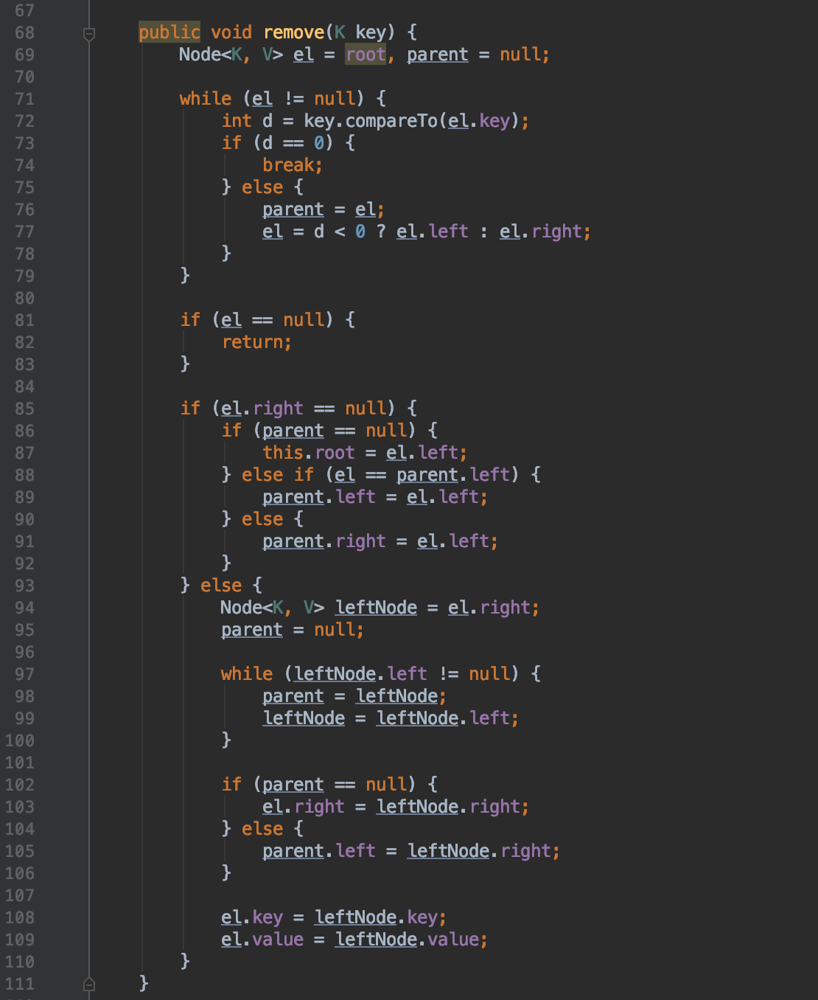 67
68 public void remove(K key) {
69 Node<K, V> el = root, parent = null;
70
71 while (el != null) {
72 int d = key.compareTo(el.key);
73 if (d == 0) {
74 break;
75 } else {
76 parent = el;
77 el = d < 0 ? el.left : el.right;
78 }
79 }
80
81 if (el == null) {
82 return;
83 }
84
85 if (el.right == null) {
86 if (parent == null) {
87 this.root = el.left;
88 } else if (el == parent.left) {
89 parent.left = el.left;
90 } else {
91 parent.right = el.left;
92 }
93 } else {
94 Node<K, V> leftNode = el.right;
95 parent = null;
96
97 while (leftNode.left != null) {
98 parent = leftNode;
99 leftNode = leftNode.left;
100 }
101
102 if (parent == null) {
103 el.right = leftNode.right;
104 } else {
105 parent.left = leftNode.right;
106 }
107
108 el.key = leftNode.key;
109 el.value = leftNode.value;
110 }
111 }